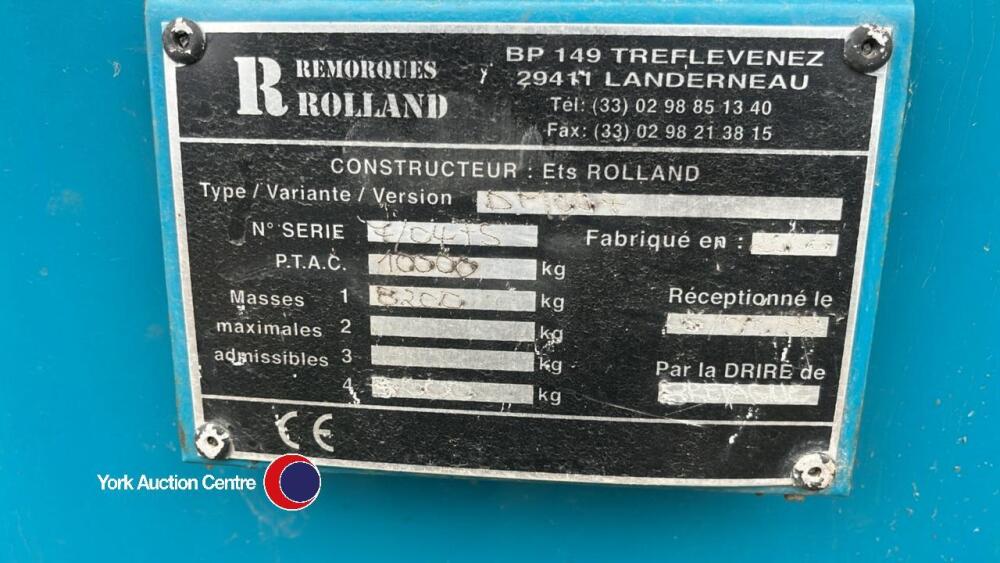 REMORQUES
ROLLAND
BP 149 TREFLEVENEZ
29411 LANDERNEAU
Tél: (33) 02 98 85 13 40
Fax: (33) 02 98 21 38 15
CONSTRUCTEUR : Ets ROLLAND
Type / Variante / Version
N° SERIE
Fabriqué en :
P.T.A.C. 10000 kg
Masses 1 8200 kg
Réceptionné le
maximales 2 kg
admissibles 3 kg
Par la DRIRE de
4 kg
CE
York Auction Centre